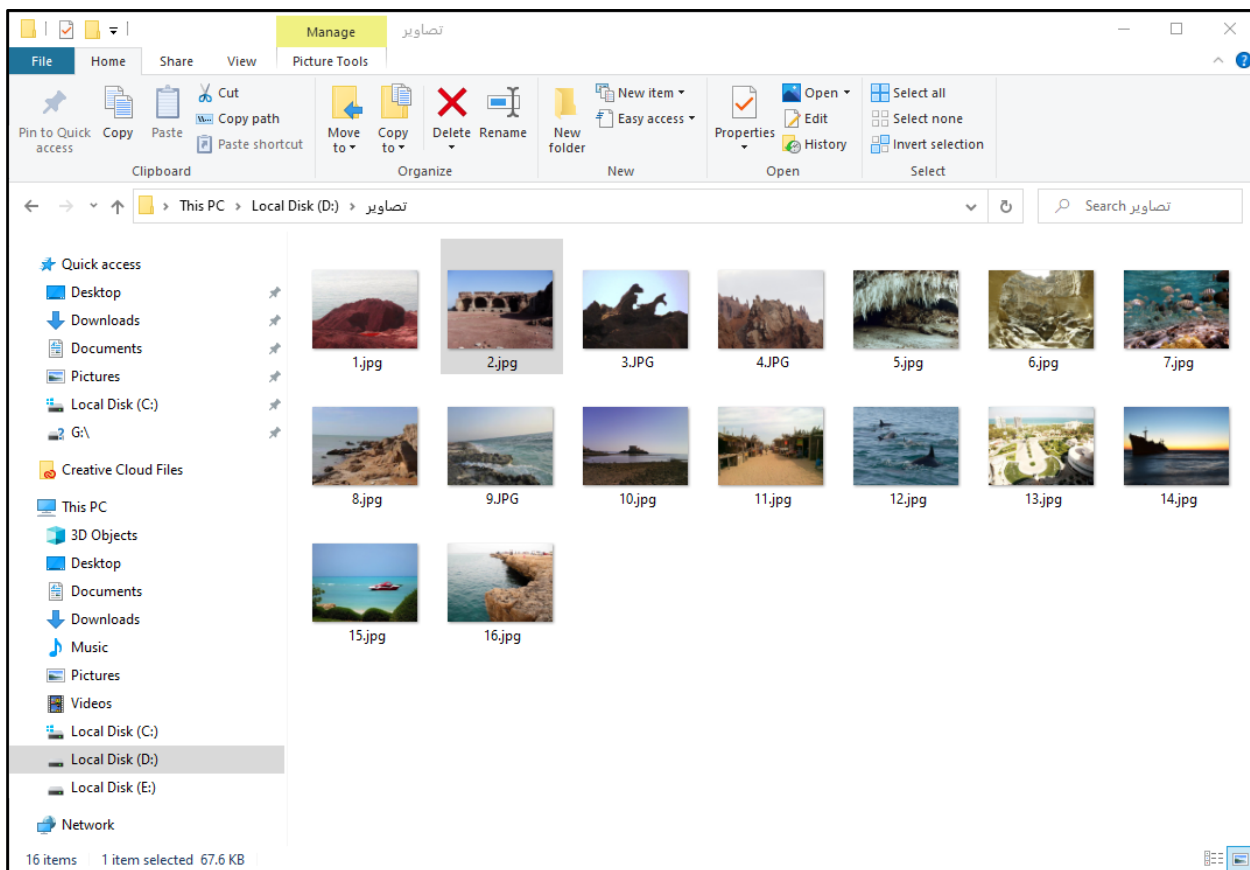 Manage تصاویر
File Home Share View Picture Tools
Pin to Quick access
Copy
Paste
Cut
Copy path
Paste shortcut
Clipboard
Move to
Copy to
Delete
Rename
Organize
New folder
New item
Easy access
New
Properties
Open
Edit
History
Open
Select all
Select none
Invert selection
Select
This PC Local Disk (D:) تصاویر
Search تصاویر
Quick access
Desktop
Downloads
Documents
Pictures
Local Disk (C:)
G:\
Creative Cloud Files
This PC
3D Objects
Desktop
Documents
Downloads
Music
Pictures
Videos
Local Disk (C:)
Local Disk (D:)
Local Disk (E:)
Network
1.jpg 2.jpg 3.JPG 4.JPG 5.jpg 6.jpg 7.jpg
8.jpg 9.JPG 10.jpg 11.jpg 12.jpg 13.jpg 14.jpg
15.jpg 16.jpg
16 items 1 item selected 67.6 KB